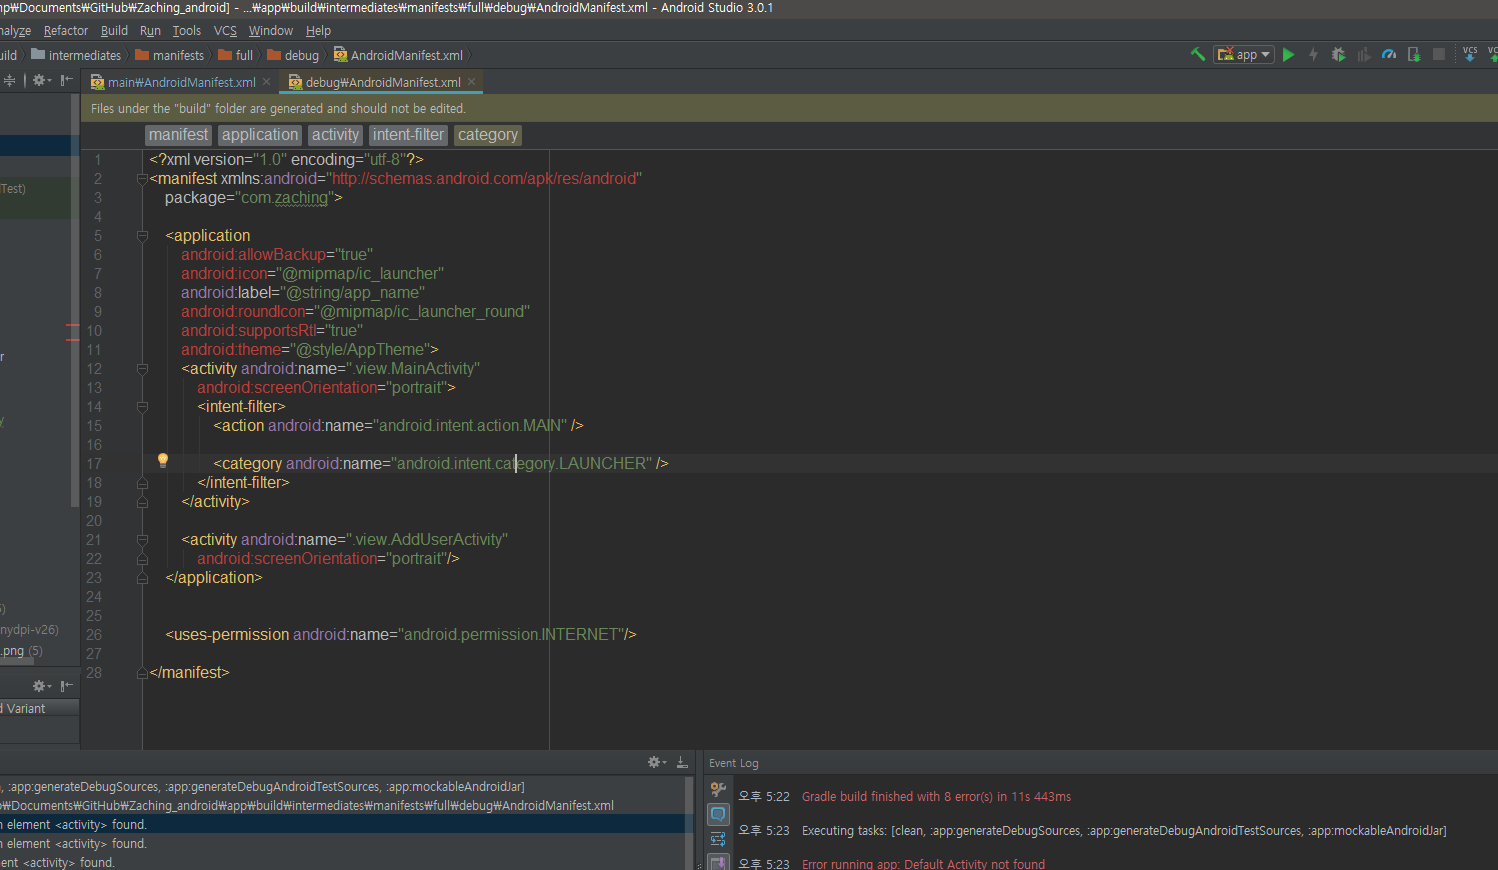 mp₩Documents₩GitHub₩Zaching_android] - ...₩app₩build₩intermediates₩manifests₩full₩debug₩AndroidManifest.xml - Android Studio 3.0.1
nalyze Refactor Build Run Tools VCS Window Help
uild intermediates manifests full debug AndroidManifest.xml
app
VCS
main₩AndroidManifest.xml debug₩AndroidManifest.xml
Files under the "build" folder are generated and should not be edited.
manifest application activity intent-filter category
1 <?xml version="1.0" encoding="utf-8"?>
2 <manifest xmlns:android="http://schemas.android.com/apk/res/android"
3 package="com.zaching">
4
5 <application
6 android:allowBackup="true"
7 android:icon="@mipmap/ic_launcher"
8 android:label="@string/app_name"
9 android:roundIcon="@mipmap/ic_launcher_round"
10 android:supportsRtl="true"
11 android:theme="@style/AppTheme">
12 <activity android:name=".view.MainActivity"
13 android:screenOrientation="portrait">
14 <intent-filter>
15 <action android:name="android.intent.action.MAIN" />
16
17 <category android:name="android.intent.category.LAUNCHER" />
18 </intent-filter>
19 </activity>
20
21 <activity android:name=".view.AddUserActivity"
22 android:screenOrientation="portrait"/>
23 </application>
24
25
26 <uses-permission android:name="android.permission.INTERNET"/>
27
28 </manifest>
Test)
r
y
nydpi-v26)
.png (5)
d Variant
, :app:generateDebugSources, :app:generateDebugAndroidTestSources, :app:mockableAndroidJar]
p₩Documents₩GitHub₩Zaching_android₩app₩build₩intermediates₩manifests₩full₩debug₩AndroidManifest.xml
n element <activity> found.
n element <activity> found.
ent <activity> found.
Event Log
오후 5:22 Gradle build finished with 8 error(s) in 11s 443ms
오후 5:23 Executing tasks: [clean, :app:generateDebugSources, :app:generateDebugAndroidTestSources, :app:mockableAndroidJar]
오후 5:23 Error running app: Default Activity not found